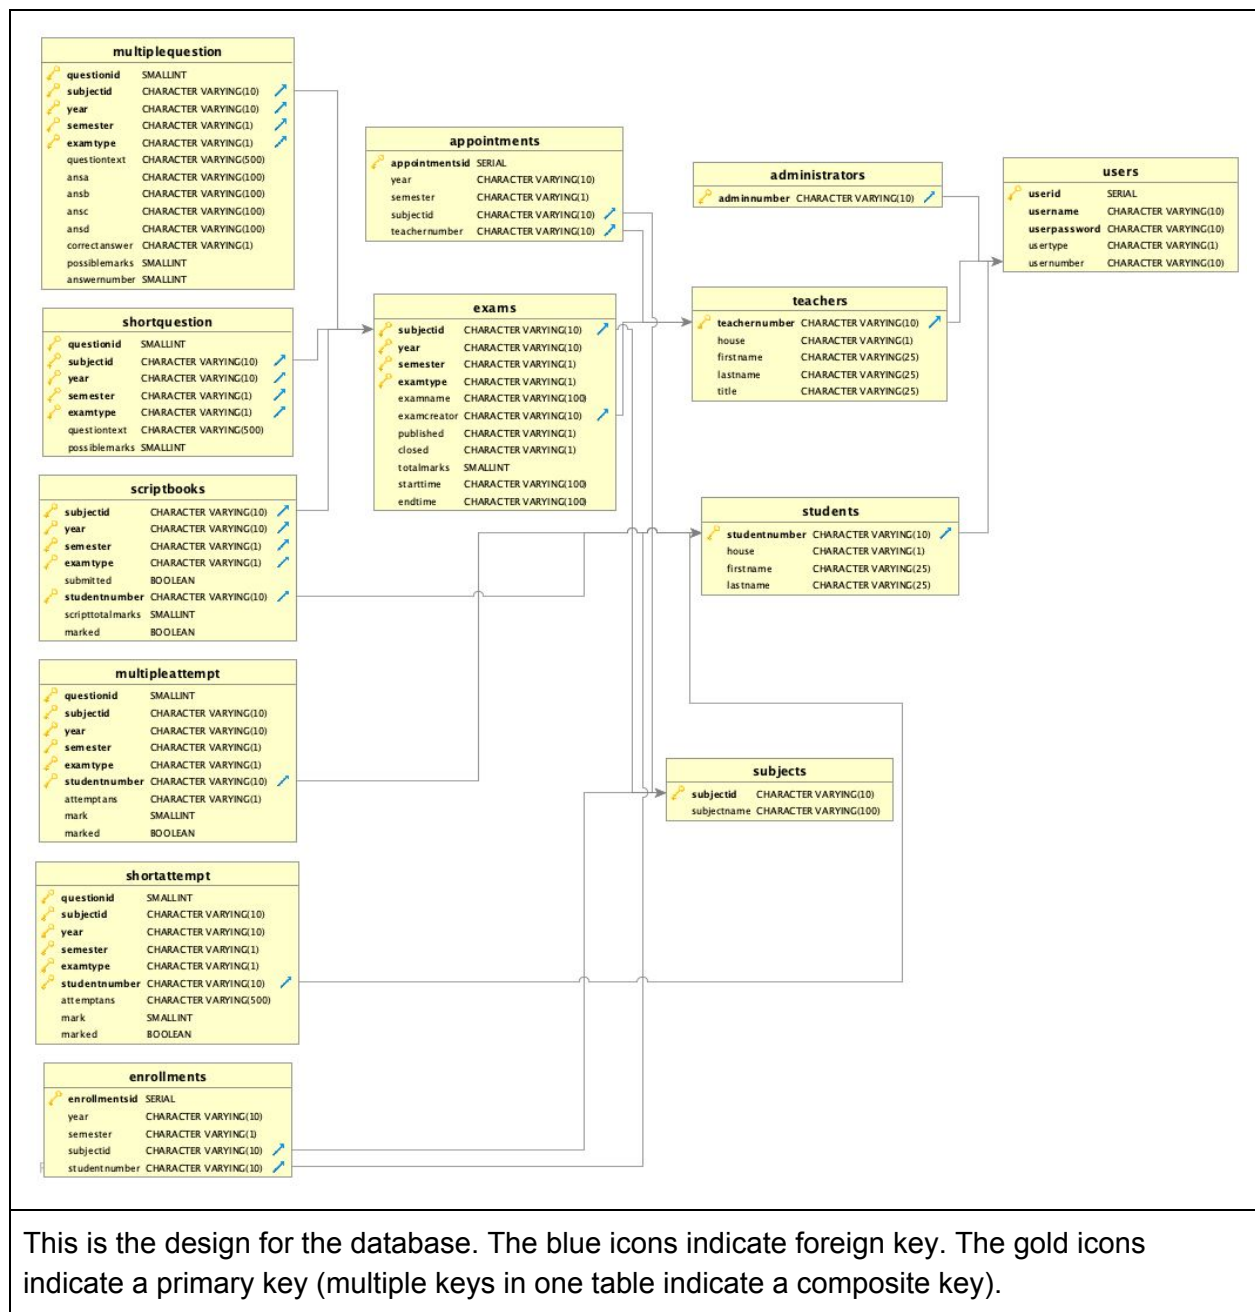 multiplequestion
questionid SMALLINT
subjectid CHARACTER VARYING(10)
year CHARACTER VARYING(10)
semester CHARACTER VARYING(1)
examtype CHARACTER VARYING(1)
questiontext CHARACTER VARYING(500)
ansa CHARACTER VARYING(100)
ansb CHARACTER VARYING(100)
ansc CHARACTER VARYING(100)
ansd CHARACTER VARYING(100)
correctanswer CHARACTER VARYING(1)
possiblemarks SMALLINT
answernumber SMALLINT
shortquestion
questionid SMALLINT
subjectid CHARACTER VARYING(10)
year CHARACTER VARYING(10)
semester CHARACTER VARYING(1)
examtype CHARACTER VARYING(1)
questiontext CHARACTER VARYING(500)
possiblemarks SMALLINT
scriptbooks
subjectid CHARACTER VARYING(10)
year CHARACTER VARYING(10)
semester CHARACTER VARYING(1)
examtype CHARACTER VARYING(1)
submitted BOOLEAN
studentnumber CHARACTER VARYING(10)
scripttotalmarks SMALLINT
marked BOOLEAN
multipleattempt
questionid SMALLINT
subjectid CHARACTER VARYING(10)
year CHARACTER VARYING(10)
semester CHARACTER VARYING(1)
examtype CHARACTER VARYING(1)
studentnumber CHARACTER VARYING(10)
attemptans CHARACTER VARYING(1)
mark SMALLINT
marked BOOLEAN
shortattempt
questionid SMALLINT
subjectid CHARACTER VARYING(10)
year CHARACTER VARYING(10)
semester CHARACTER VARYING(1)
examtype CHARACTER VARYING(1)
studentnumber CHARACTER VARYING(10)
attemptans CHARACTER VARYING(500)
mark SMALLINT
marked BOOLEAN
enrollments
enrollmentsid SERIAL
year CHARACTER VARYING(10)
semester CHARACTER VARYING(1)
subjectid CHARACTER VARYING(10)
studentnumber CHARACTER VARYING(10)
appointments
appointmentsid SERIAL
year CHARACTER VARYING(10)
semester CHARACTER VARYING(1)
subjectid CHARACTER VARYING(10)
teachernumber CHARACTER VARYING(10)
exams
subjectid CHARACTER VARYING(10)
year CHARACTER VARYING(10)
semester CHARACTER VARYING(1)
examtype CHARACTER VARYING(1)
examname CHARACTER VARYING(100)
examcreator CHARACTER VARYING(10)
published CHARACTER VARYING(1)
closed CHARACTER VARYING(1)
totalmarks SMALLINT
starttime CHARACTER VARYING(100)
endtime CHARACTER VARYING(100)
administrators
adminnumber CHARACTER VARYING(10)
teachers
teachernumber CHARACTER VARYING(10)
house CHARACTER VARYING(1)
firstname CHARACTER VARYING(25)
lastname CHARACTER VARYING(25)
title CHARACTER VARYING(25)
students
studentnumber CHARACTER VARYING(10)
house CHARACTER VARYING(1)
firstname CHARACTER VARYING(25)
lastname CHARACTER VARYING(25)
subjects
subjectid CHARACTER VARYING(10)
subjectname CHARACTER VARYING(100)
users
userid SERIAL
username CHARACTER VARYING(10)
userpassword CHARACTER VARYING(10)
usertype CHARACTER VARYING(1)
usernumber CHARACTER VARYING(10)
This is the design for the database. The blue icons indicate foreign key. The gold icons
indicate a primary key (multiple keys in one table indicate a composite key).